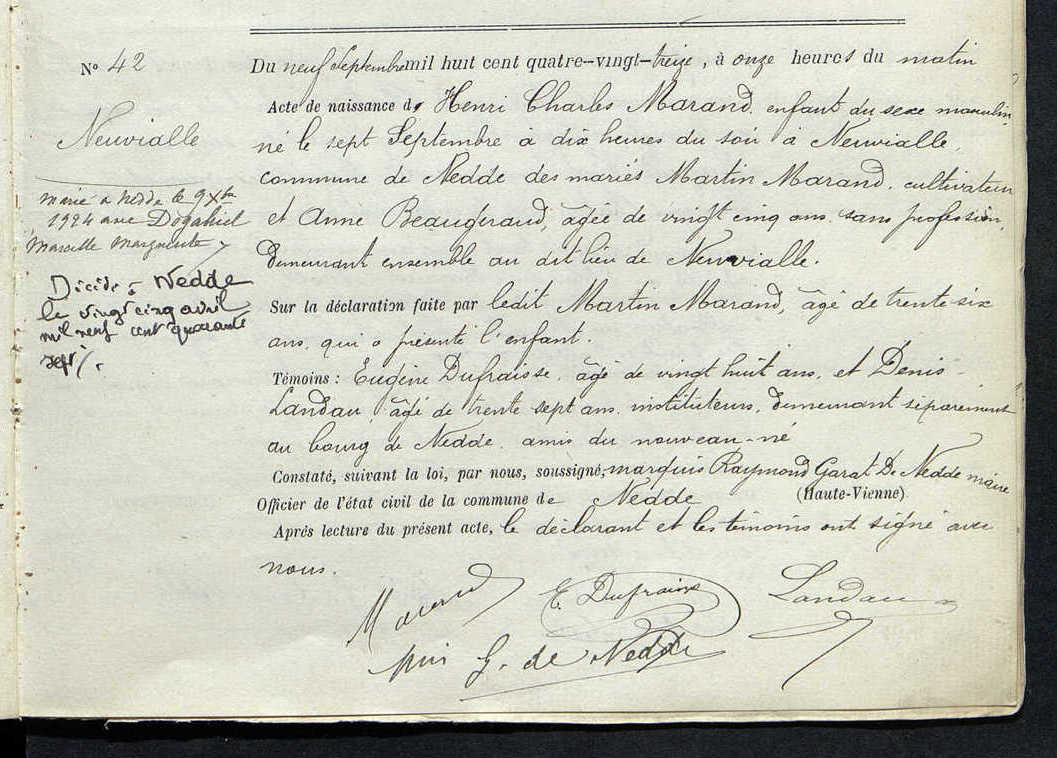 Nº 42
Neuvialle
Marié à Nedde le 9 Xbre
1924 avec
Marcelle Marguerite
Décédé à Nedde
le vingt cinq avril
mil neuf cent quarante
sept.
Du neuf Septembre mil huit cent quatre-vingt-treize, à onze heures du matin
Acte de naissance de Henri Charles Marand, enfant du sexe masculin,
né le sept Septembre à dix heures du soir à Neuvialle,
commune de Nedde des mariés Martin Marand, cultivateur
et Anne Beaugiraud, âgée de vingt cinq ans, sans profession,
demeurant ensemble au dit lieu de Neuvialle.
Sur la déclaration faite par ledit Martin Marand, âgé de trente-six
ans, qui a présenté l'enfant.
Témoins : Eugène Dufraisse, âgé de vingt huit ans, et Denis
Landau, âgé de trente sept ans, instituteurs, demeurant séparément
au bourg de Nedde, amis du nouveau-né
Constaté, suivant la loi, par nous, soussigné, marquis Raymond Garat De Nedde maire
Officier de l'état civil de la commune de Nedde (Haute-Vienne)
Après lecture du présent acte, le déclarant et les témoins ont signé avec
nous.
Marand E. Dufraisse Landau
G. de Nedde